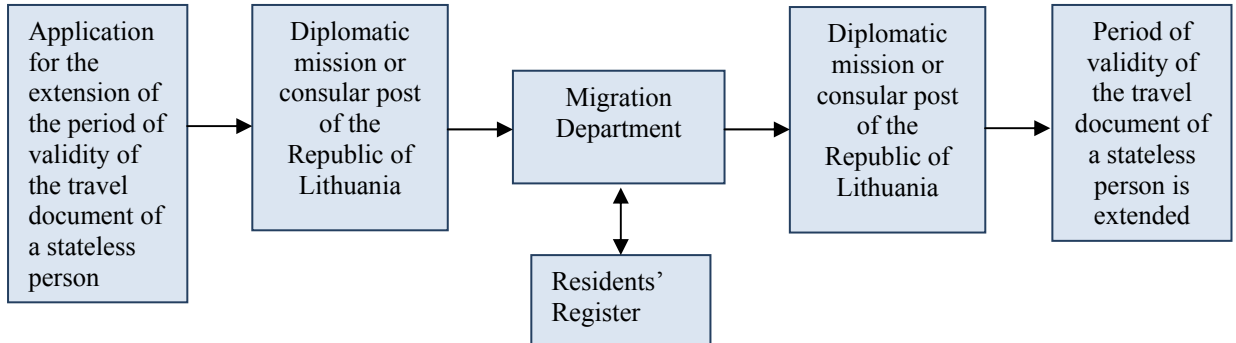 Application
for the
extension of
the period of
validity of
the travel
document of
a stateless
person
Diplomatic
mission or
consular post
of the
Republic of
Lithuania
Migration
Department
Residents’
Register
Diplomatic
mission or
consular post
of the
Republic of
Lithuania
Period of
validity of
the travel
document of
a stateless
person is
extended